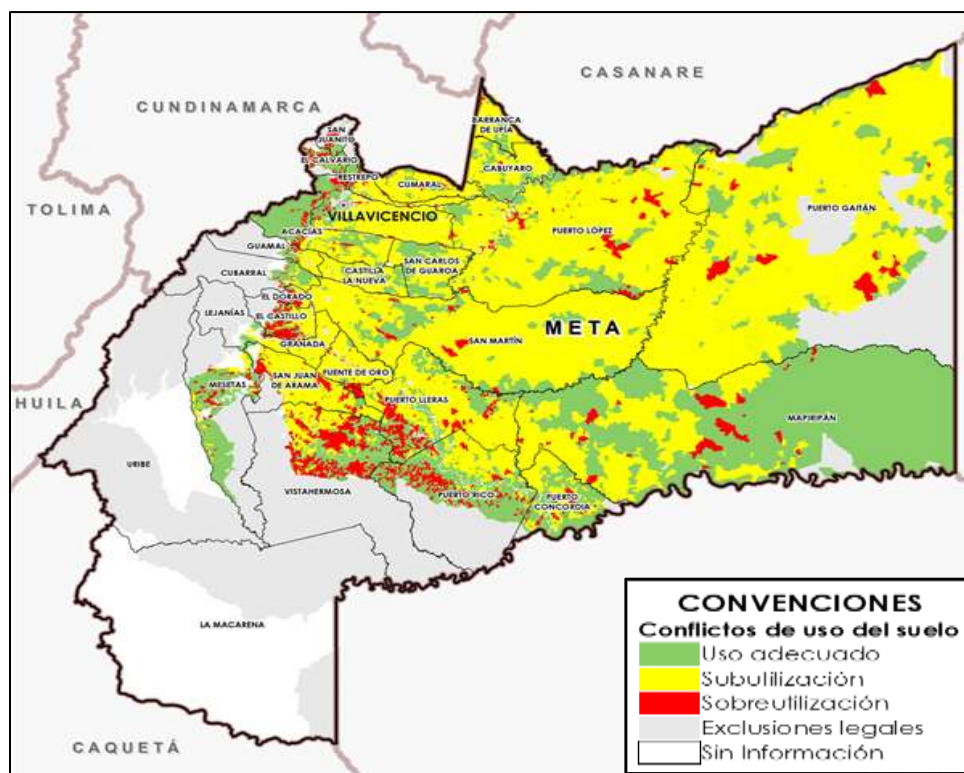 CASANARE
CUNDINAMARCA
BARRANCA
DE UPÍA
SAN
JUANITO
EL CALVARIO
CABUYARO
RESTREPO
CUMARAL
TOLIMA
VILLAVICENCIO
PUERTO GAITÁN
ACACÍAS
PUERTO LÓPEZ
GUAMAL
SAN CARLOS
DE GUAROA
CASTILLA
LA NUEVA
CUBARRAL
EL DORADO
LEJANÍAS
EL CASTILLO
META
GRANADA
SAN MARTÍN
FUENTE DE ORO
SAN JUAN
DE ARAMA
MESETAS
HUILA
PUERTO LLERAS
MAPIRIPÁN
URIBE
VISTAHERMOSA
PUERTO RICO
PUERTO
CONCORDIA
LA MACARENA
CAQUETÁ
CONVENCIONES
Conflictos de uso del suelo
Uso adecuado
Subutilización
Sobreutilización
Exclusiones legales
Sin Información